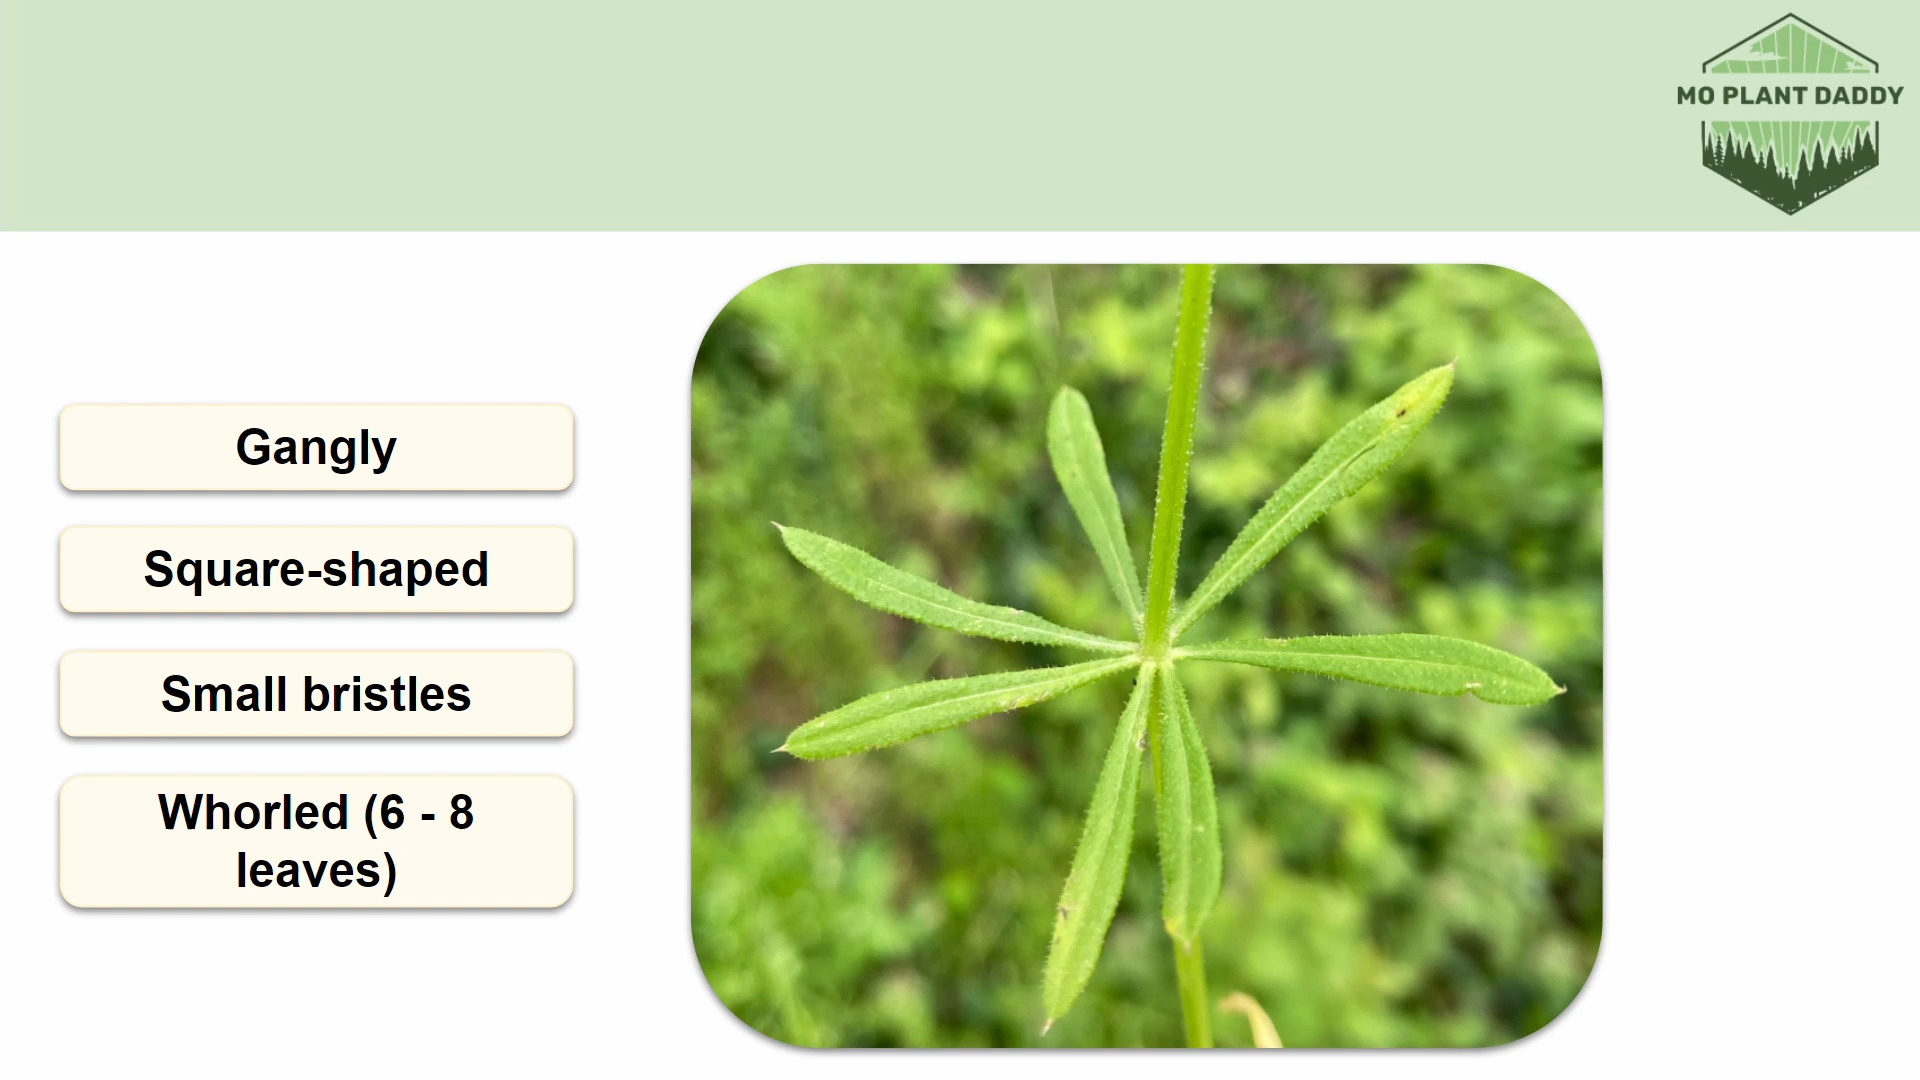 MO PLANT DADDY
Gangly
Square-shaped
Small bristles
Whorled (6 - 8
leaves)